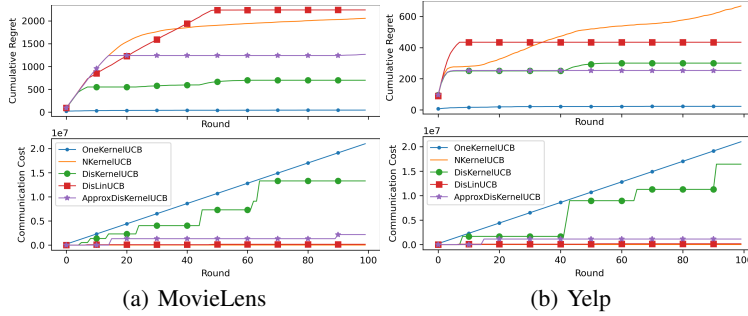 Cumulative Regret
2000
1500
1000
500
0
0 20 40 60 80 100
Round
1e7
Communication Cost
2.0
1.5
1.0
0.5
0.0
OneKernelUCB
NKernelUCB
DisKernelUCB
DisLinUCB
ApproxDisKernelUCB
0 20 40 60 80 100
Round
(a) MovieLens
Cumulative Regret
600
400
200
0
0 20 40 60 80 100
Round
1e7
Communication Cost
2.0
1.5
1.0
0.5
0.0
OneKernelUCB
NKernelUCB
DisKernelUCB
DisLinUCB
ApproxDisKernelUCB
0 20 40 60 80 100
Round
(b) Yelp